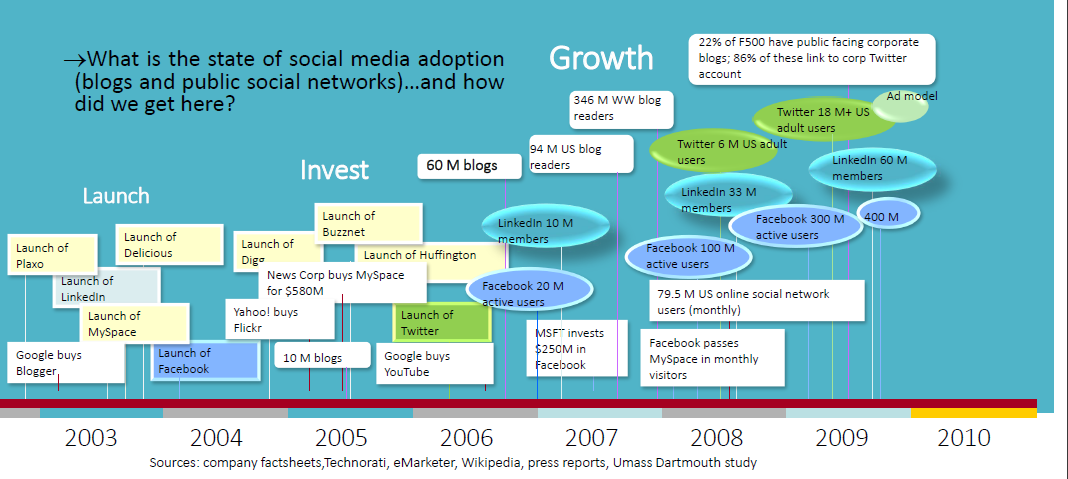 →What is the state of social media adoption
(blogs and public social networks)…and how
did we get here?
Growth
22% of F500 have public facing corporate
blogs; 86% of these link to corp Twitter
account
Ad model
346 M WW blog
readers
Twitter 18 M+ US
adult users
94 M US blog
readers
Twitter 6 M US adult
users
Invest
60 M blogs
LinkedIn 60 M
members
Launch
LinkedIn 33 M
members
Launch of
Buzznet
LinkedIn 10 M
members
Facebook 300 M
active users
400 M
Launch of
Plaxo
Launch of
Delicious
Launch of
Digg
Launch of Huffington
Facebook 100 M
active users
Launch of
LinkedIn
News Corp buys MySpace
for $580M
Facebook 20 M
active users
79.5 M US online social network
users (monthly)
Launch of
MySpace
Yahoo! buys
Flickr
Launch of
Twitter
MSFT invests
$250M in
Facebook
Facebook passes
MySpace in monthly
visitors
Google buys
Blogger
Launch of
Facebook
10 M blogs
Google buys
YouTube
2003
2004
2005
2006
2007
2008
2009
2010
Sources: company factsheets,Technorati, eMarketer, Wikipedia, press reports, Umass Dartmouth study